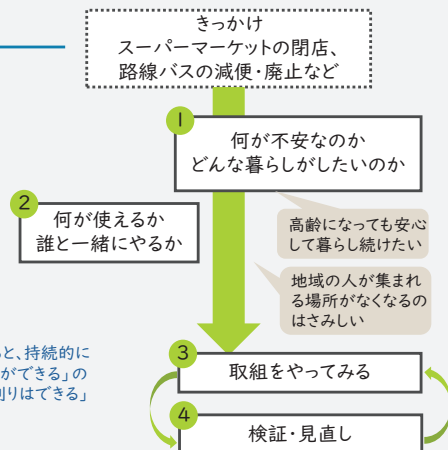 きっかけ
スーパーマーケットの閉店、
路線バスの減便・廃止など
1
何が不安なのか
どんな暮らしがしたいのか
2
何が使えるか
誰と一緒にやるか
高齢になっても安心
して暮らし続けたい
地域の人が集まれ
る場所がなくなるの
はさみしい
と、持続的に
ができる」の
りはできる」
3
取組をやってみる
4
検証・見直し